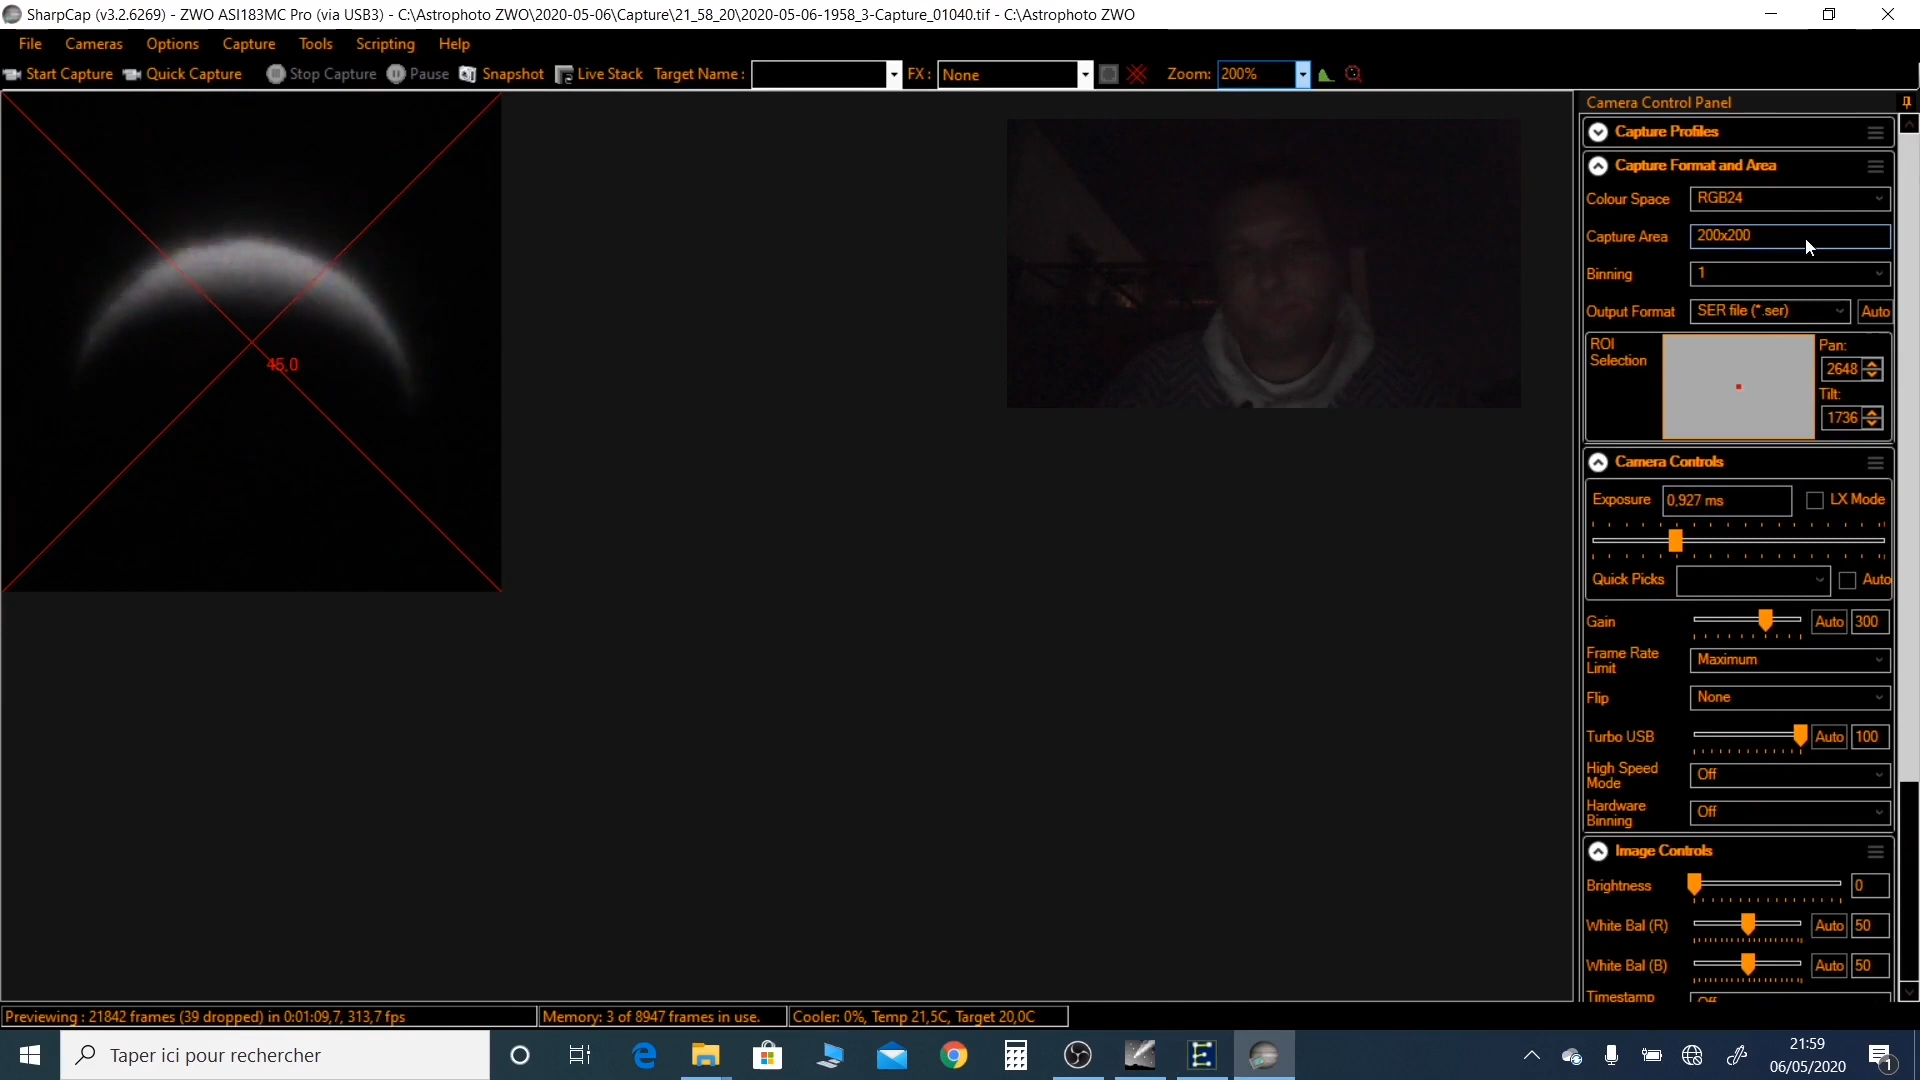 SharpCap (v3.2.6269) - ZWO ASI183MC Pro (via USB3) - C:\Astrophoto ZWO\2020-05-06\Capture\21_58_20\2020-05-06-1958_3-Capture_01040.tif - C:\Astrophoto ZWO
File Cameras Options Capture Tools Scripting Help
Start Capture Quick Capture Stop Capture Pause Snapshot Live Stack Target Name : FX : None Zoom: 200%
Camera Control Panel
Capture Profiles
Capture Format and Area
Colour Space RGB24
Capture Area 200x200
Binning 1
Output Format SER file (*.ser) Auto
ROI Selection
Pan:
2648
Tilt:
1736
45,0
Camera Controls
Exposure 0,927 ms LX Mode
Quick Picks Auto
Gain Auto 300
Frame Rate Limit Maximum
Flip None
Turbo USB Auto 100
High Speed Mode Off
Hardware Binning Off
Image Controls
Brightness 0
White Bal (R) Auto 50
White Bal (B) Auto 50
Timestamp Off
Previewing : 21842 frames (39 dropped) in 0:01:09,7, 313,7 fps Memory: 3 of 8947 frames in use. Cooler: 0%, Temp 21,5C, Target 20,0C
Taper ici pour rechercher
21:59
06/05/2020
1